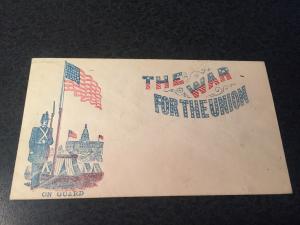 THE WAR
FOR THE UNION
ON GUARD